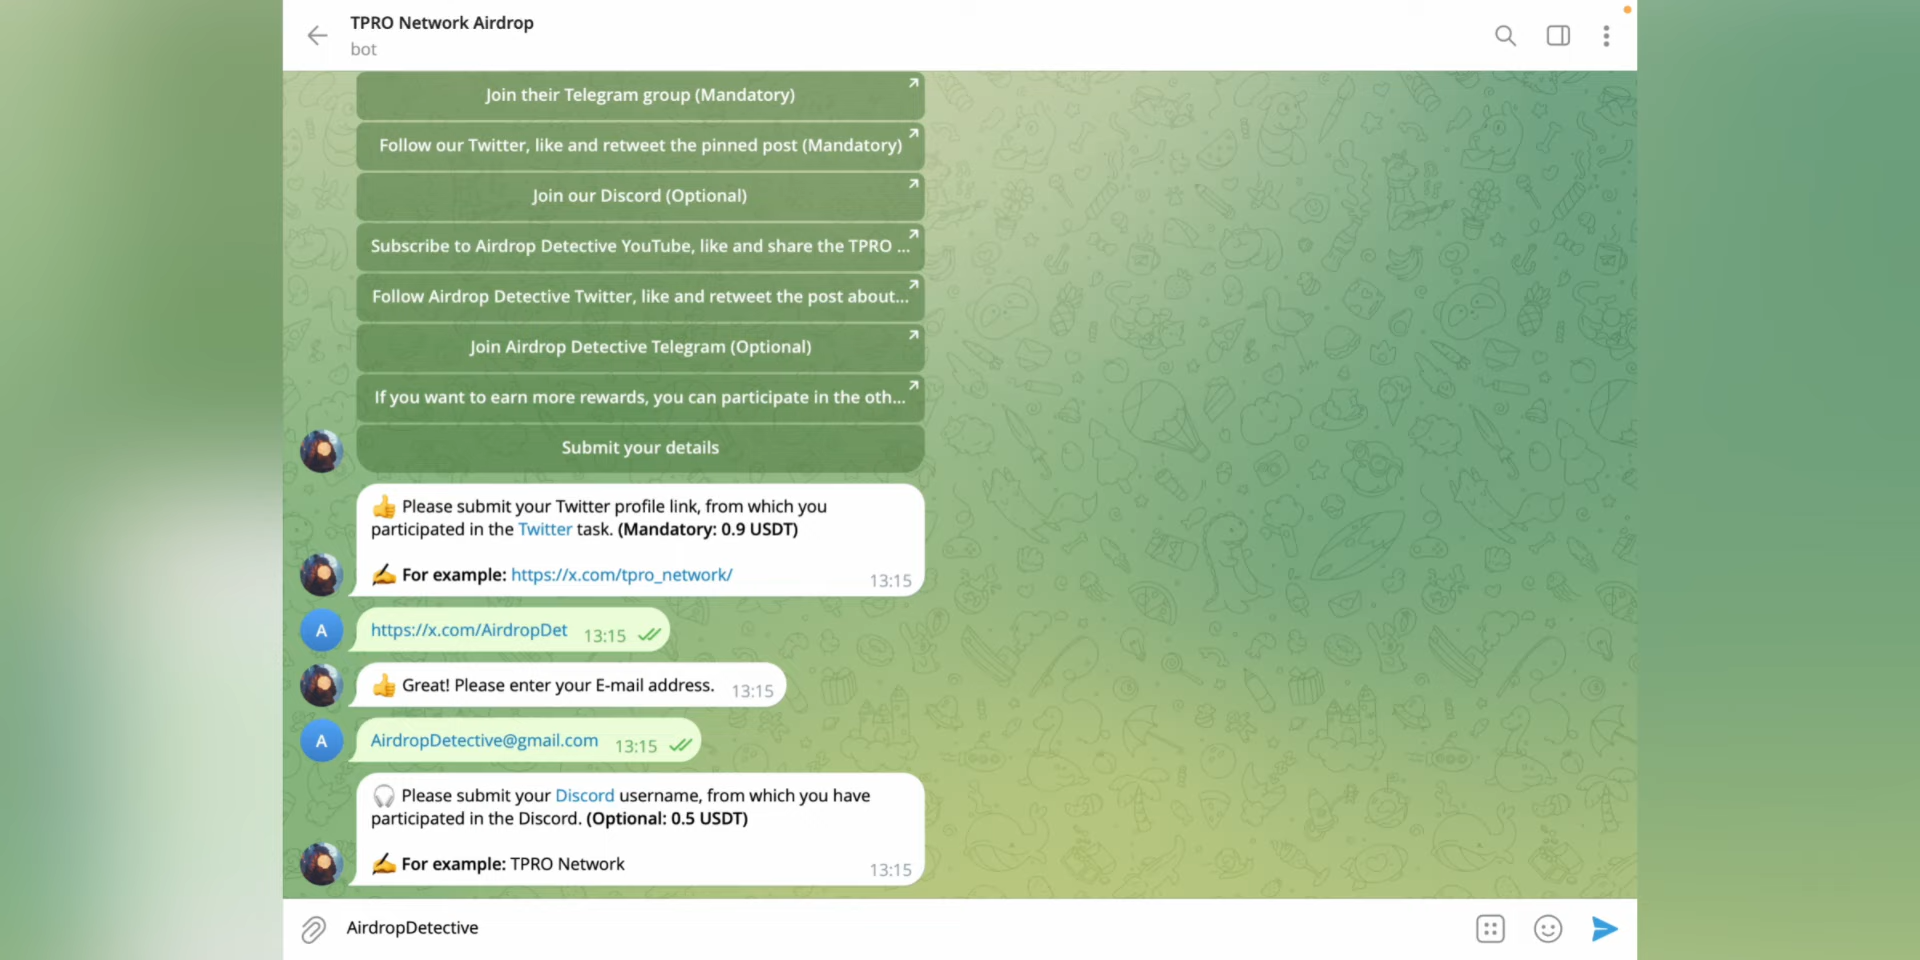 TPRO Network Airdrop
bot
Join their Telegram group (Mandatory)
Follow our Twitter, like and retweet the pinned post (Mandatory)
Join our Discord (Optional)
Subscribe to Airdrop Detective YouTube, like and share the TPRO ...
Follow Airdrop Detective Twitter, like and retweet the post about...
Join Airdrop Detective Telegram (Optional)
If you want to earn more rewards, you can participate in the oth...
Submit your details
👍 Please submit your Twitter profile link, from which you
participated in the Twitter task. (Mandatory: 0.9 USDT)
✍️ For example: https://x.com/tpro_network/ 13:15
A https://x.com/AirdropDet 13:15
👍 Great! Please enter your E-mail address. 13:15
A AirdropDetective@gmail.com 13:15
🎧 Please submit your Discord username, from which you have
participated in the Discord. (Optional: 0.5 USDT)
✍️ For example: TPRO Network 13:15
AirdropDetective